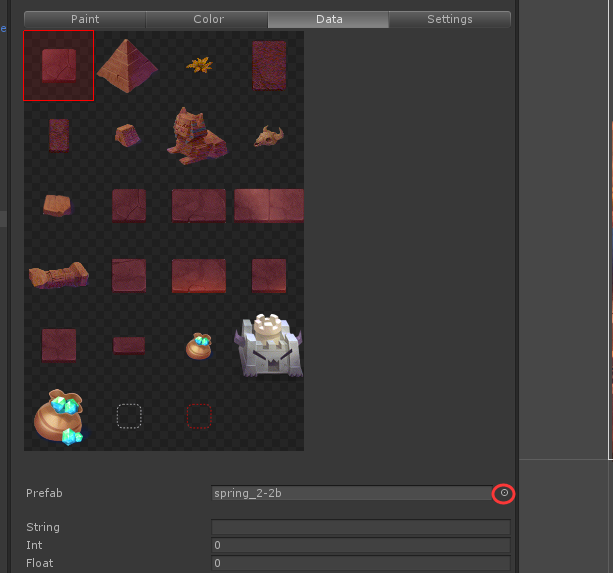 e
Paint Color Data Settings
Prefab spring_2-2b
String
Int 0
Float 0